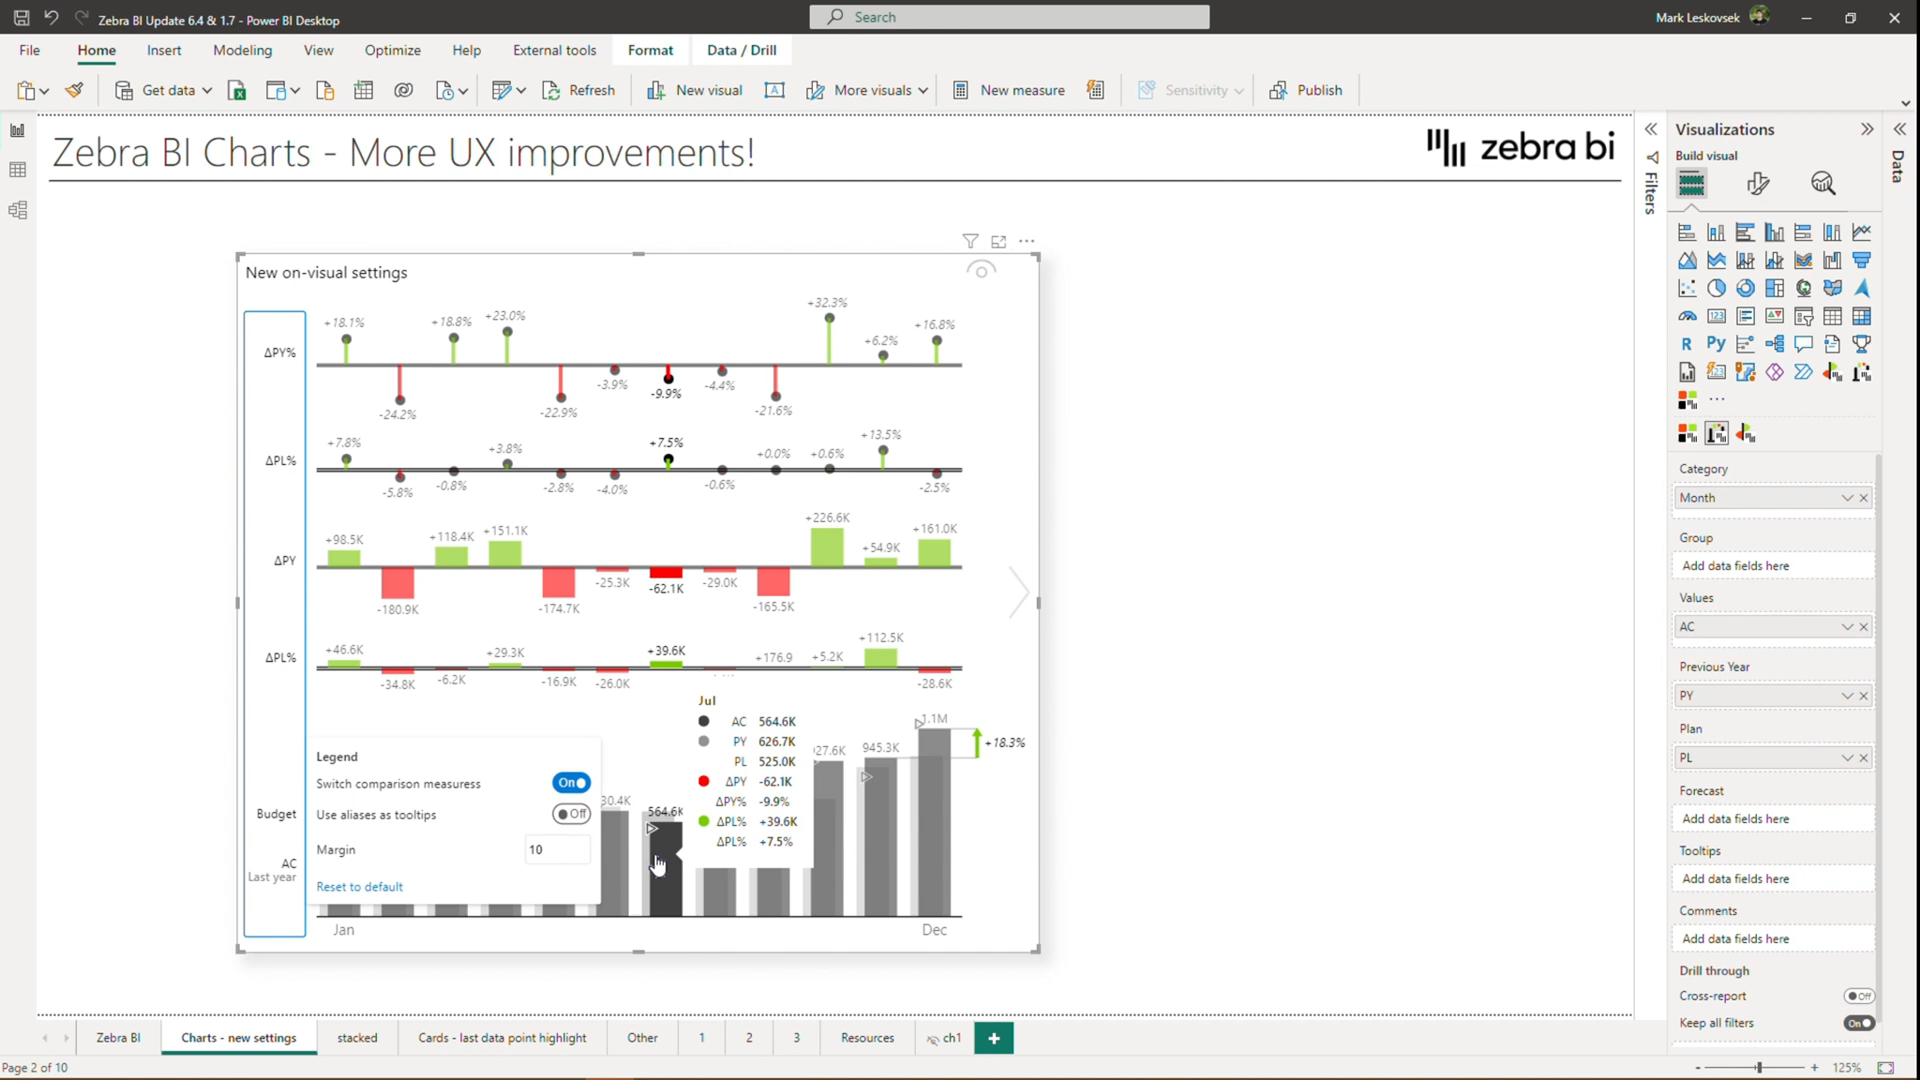 Zebra BI Update 6.4 & 1.7 - Power BI Desktop
Search
Mark Leskovsek
File
Home
Insert
Modeling
View
Optimize
Help
External tools
Format
Data / Drill
Get data
Refresh
New visual
More visuals
New measure
Sensitivity
Publish
Zebra BI Charts - More UX improvements!
zebra bi
New on-visual settings
ΔPY%
+18.1%
-24.2%
+18.8%
+23.0%
-22.9%
-3.9%
-9.9%
-4.4%
-21.6%
+32.3%
+6.2%
+16.8%
ΔPL%
+7.8%
-5.8%
-0.8%
+3.8%
-2.8%
-4.0%
+7.5%
-0.6%
+0.0%
+0.6%
+13.5%
-2.5%
ΔPY
+98.5K
-180.9K
+118.4K
+151.1K
-174.7K
-25.3K
-62.1K
-29.0K
-165.5K
+226.6K
+54.9K
+161.0K
ΔPL%
+46.6K
-34.8K
-6.2K
+29.3K
-16.9K
-26.0K
+39.6K
+176.9
+5.2K
+112.5K
-28.6K
Budget
AC
Last year
Legend
Switch comparison measuress
On
Use aliases as tooltips
Off
Margin
10
Reset to default
30.4K
564.6K
Jul
AC 564.6K
PY 626.7K
PL 525.0K
ΔPY -62.1K
ΔPY% -9.9%
ΔPL% +39.6K
ΔPL% +7.5%
27.6K
945.3K
1.1M
+18.3%
Jan
Dec
Filters
Visualizations
Build visual
R
Py
123
Category
Month
Group
Add data fields here
Values
AC
Previous Year
PY
Plan
PL
Forecast
Add data fields here
Tooltips
Add data fields here
Comments
Add data fields here
Drill through
Cross-report
Off
Keep all filters
On
Data
Zebra BI
Charts - new settings
stacked
Cards - last data point highlight
Other
1
2
3
Resources
ch1
+
Page 2 of 10
- + 125%